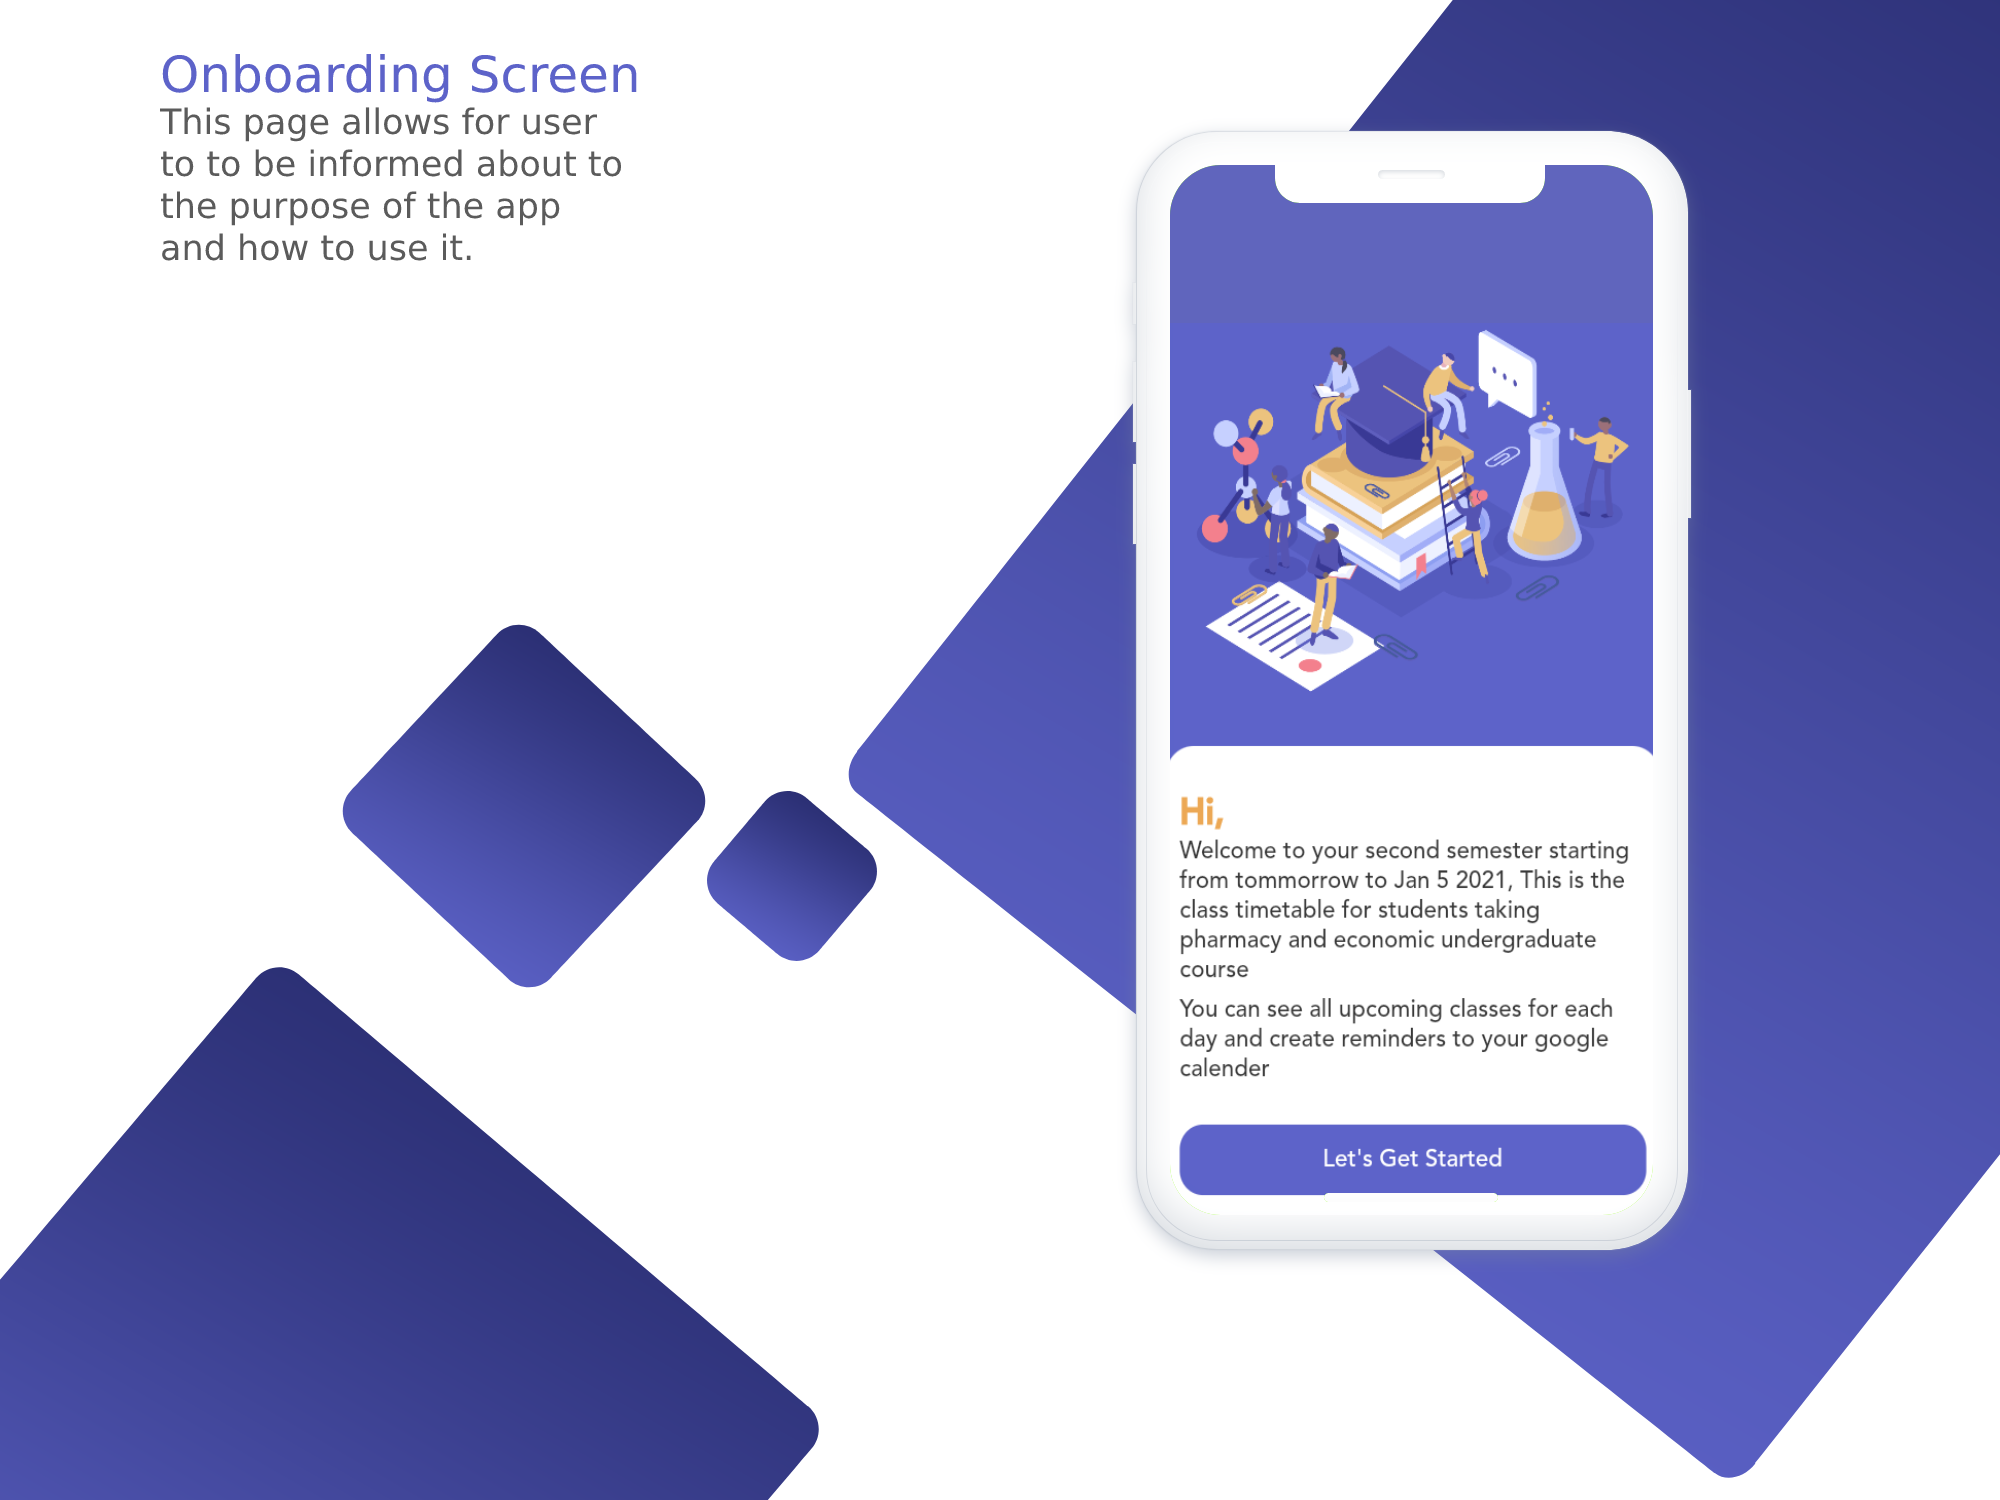 Onboarding Screen
This page allows for user
to to be informed about to
the purpose of the app
and how to use it.
Hi,
Welcome to your second semester starting
from tommorrow to Jan 5 2021, This is the
class timetable for students taking
pharmacy and economic undergraduate
course
You can see all upcoming classes for each
day and create reminders to your google
calender
Let's Get Started